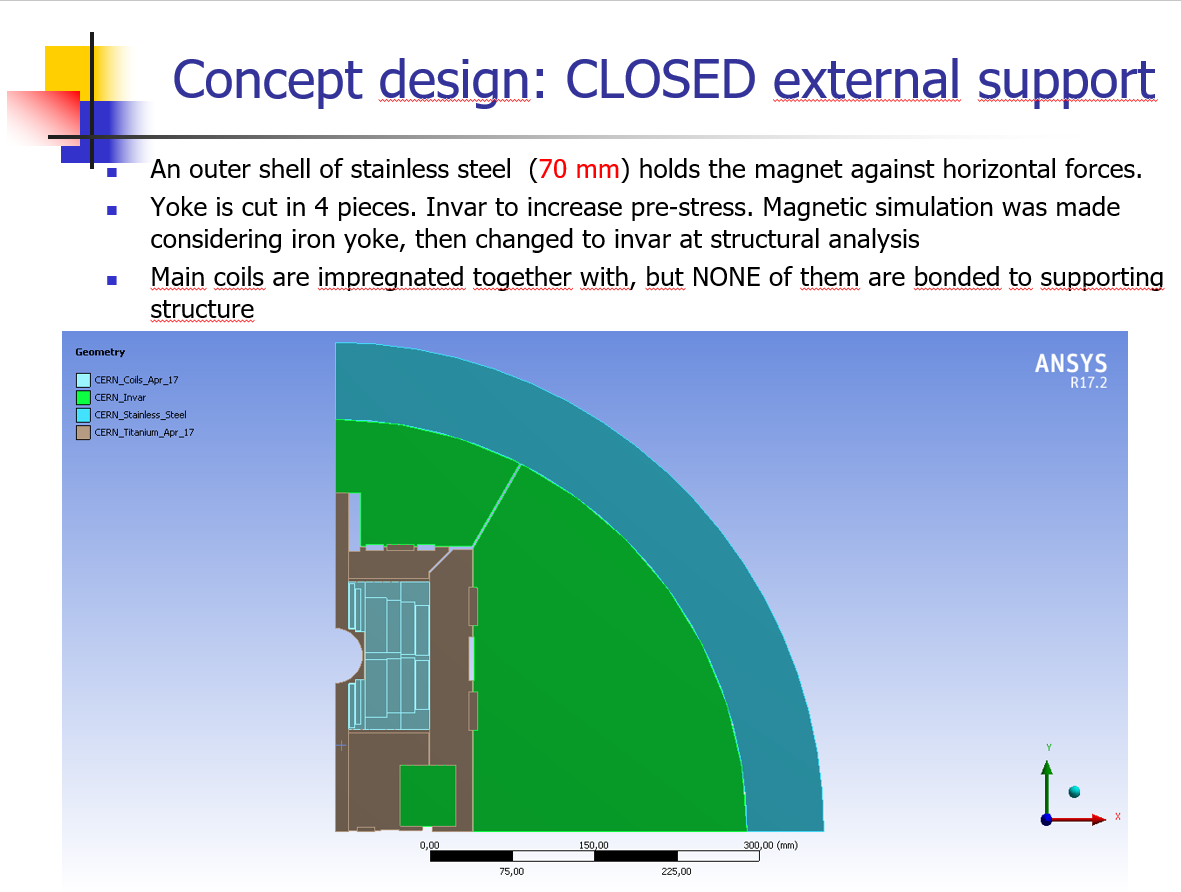 Concept design: CLOSED external support
An outer shell of stainless steel  (70 mm) holds the magnet against horizontal forces.
Yoke is cut in 4 pieces. Invar to increase pre-stress. Magnetic simulation was made
considering iron yoke, then changed to invar at structural analysis
Main coils are impregnated together with, but NONE of them are bonded to supporting
structure
Geometry
CERN_Coils_Apr_17
CERN_Invar
CERN_Stainless_Steel
CERN_Titanium_Apr_17
ANSYS
R17.2
Y
X
0,00 150,00 300,00 (mm)
75,00 225,00